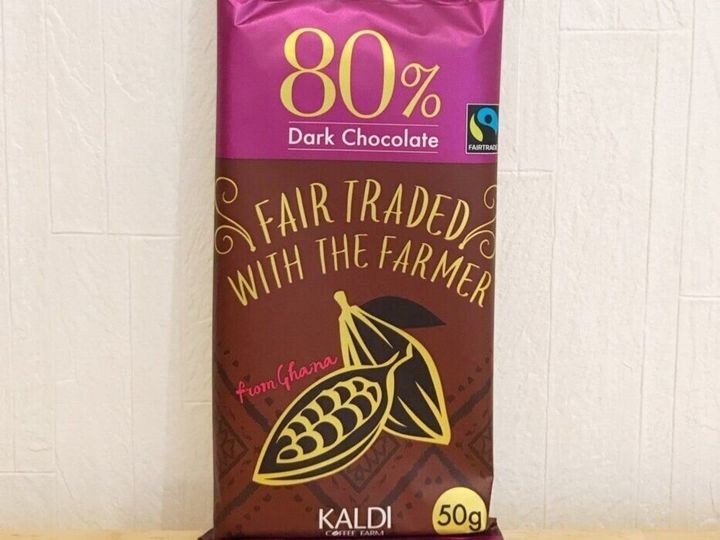 80%
Dark Chocolate
FAIRTRADE
FAIR TRADED
WITH THE FARMER
from Ghana
KALDI
COFFEE FARM
50g